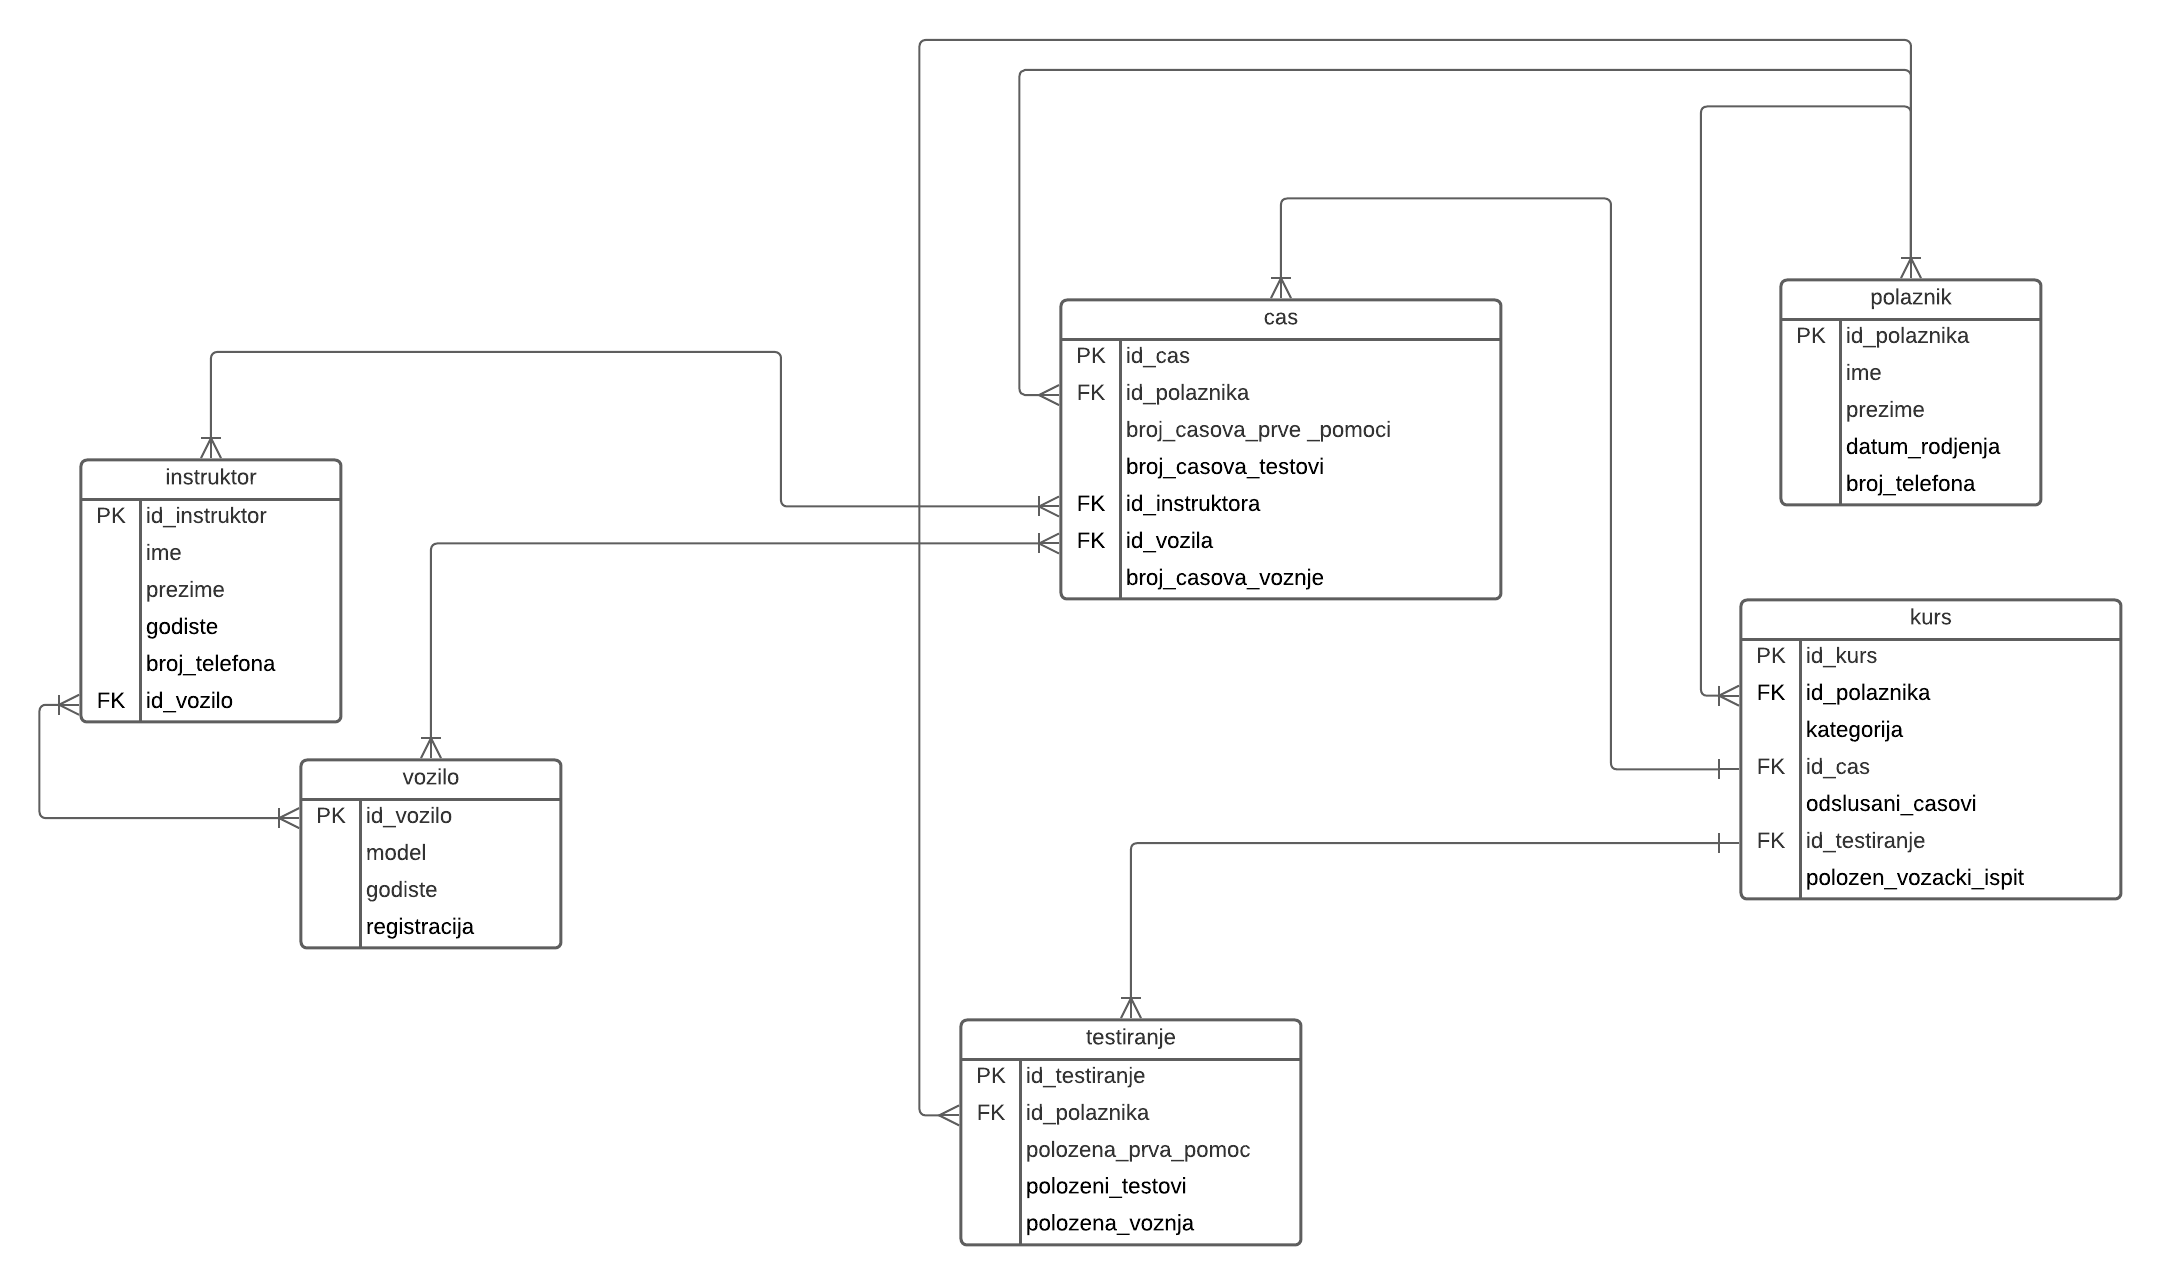 polaznik
PK id_polaznika
ime
prezime
datum_rodjenja
broj_telefona
cas
PK id_cas
FK id_polaznika
broj_casova_prve _pomoci
broj_casova_testovi
FK id_instruktora
FK id_vozila
broj_casova_voznje
instruktor
PK id_instruktor
ime
prezime
godiste
broj_telefona
FK id_vozilo
kurs
PK id_kurs
FK id_polaznika
kategorija
FK id_cas
odslusani_casovi
FK id_testiranje
polozen_vozacki_ispit
vozilo
PK id_vozilo
model
godiste
registracija
testiranje
PK id_testiranje
FK id_polaznika
polozena_prva_pomoc
polozeni_testovi
polozena_voznja